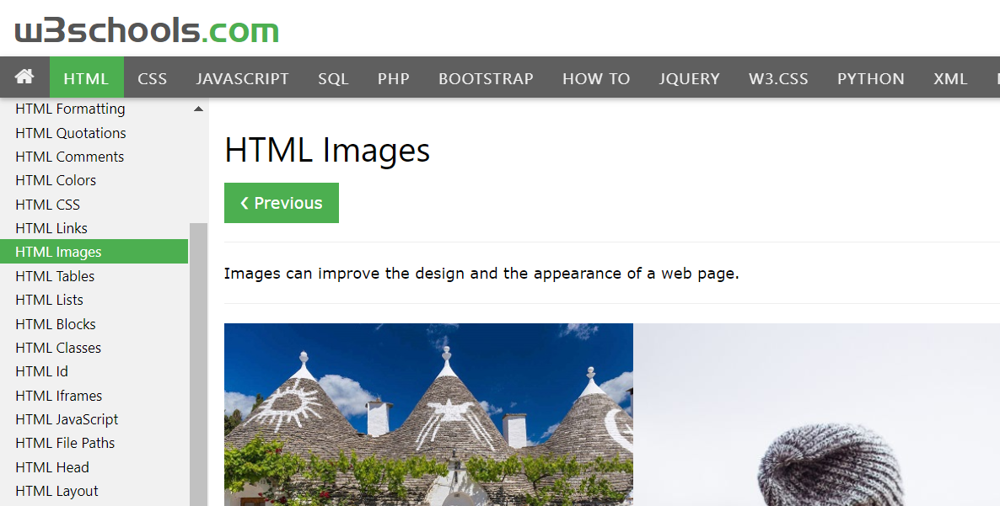 w3schools.com
HTML CSS JAVASCRIPT SQL PHP BOOTSTRAP HOW TO JQUERY W3.CSS PYTHON XML
HTML Formatting
HTML Quotations
HTML Comments
HTML Colors
HTML CSS
HTML Links
HTML Images
HTML Tables
HTML Lists
HTML Blocks
HTML Classes
HTML Id
HTML Iframes
HTML JavaScript
HTML File Paths
HTML Head
HTML Layout
HTML Images
❮ Previous
Images can improve the design and the appearance of a web page.